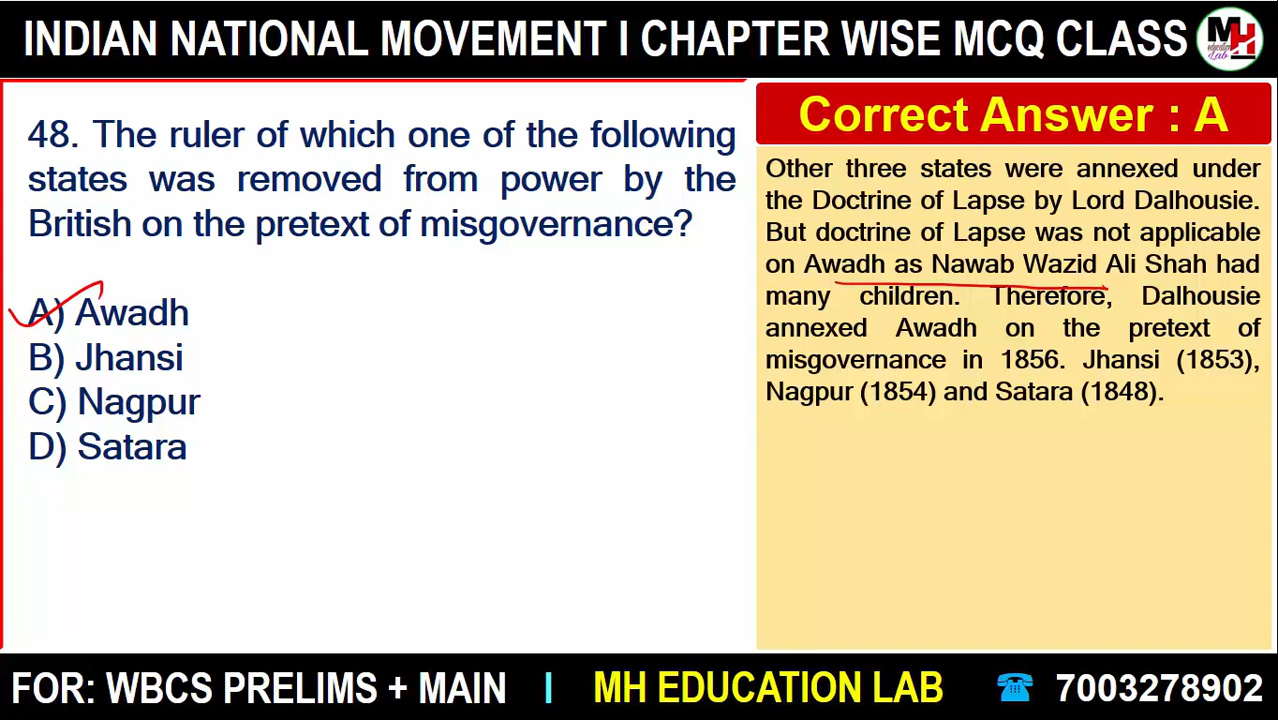 INDIAN NATIONAL MOVEMENT I CHAPTER WISE MCQ CLASS
MH
education
Lab
48. The ruler of which one of the following
states was removed from power by the
British on the pretext of misgovernance?
A) Awadh
B) Jhansi
C) Nagpur
D) Satara
Correct Answer : A
Other three states were annexed under
the Doctrine of Lapse by Lord Dalhousie.
But doctrine of Lapse was not applicable
on Awadh as Nawab Wazid Ali Shah had
many children. Therefore, Dalhousie
annexed Awadh on the pretext of
misgovernance in 1856. Jhansi (1853),
Nagpur (1854) and Satara (1848).
FOR: WBCS PRELIMS + MAIN I MH EDUCATION LAB ☎ 7003278902